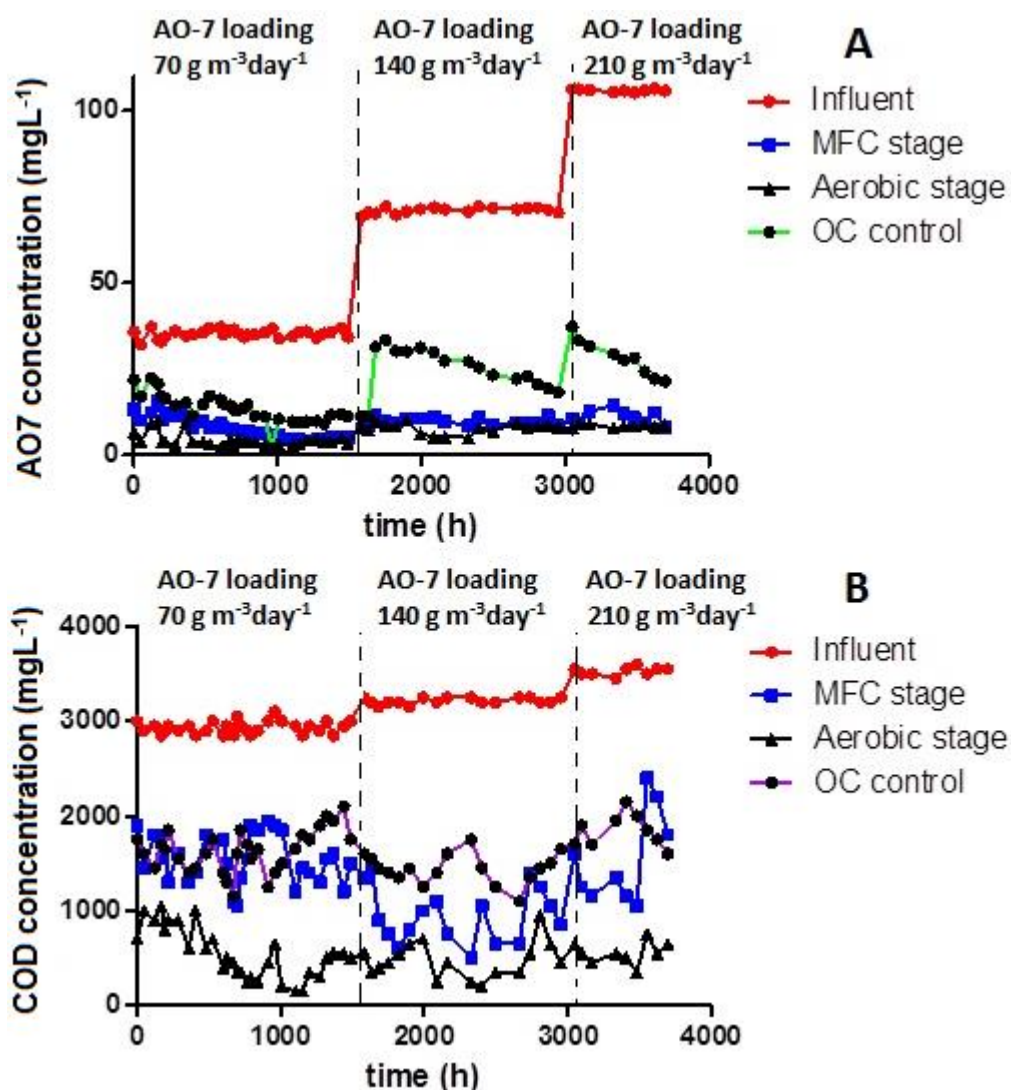 AO-7 loading
70 g m⁻³day⁻¹
AO-7 loading
140 g m⁻³day⁻¹
AO-7 loading
210 g m⁻³day⁻¹
A
Influent
MFC stage
Aerobic stage
OC control
AO7 concentration (mgL⁻¹)
100
50
0
0 1000 2000 3000 4000
time (h)
AO-7 loading
70 g m⁻³day⁻¹
AO-7 loading
140 g m⁻³day⁻¹
AO-7 loading
210 g m⁻³day⁻¹
B
Influent
MFC stage
Aerobic stage
OC control
COD concentration (mgL⁻¹)
4000
3000
2000
1000
0
0 1000 2000 3000 4000
time (h)